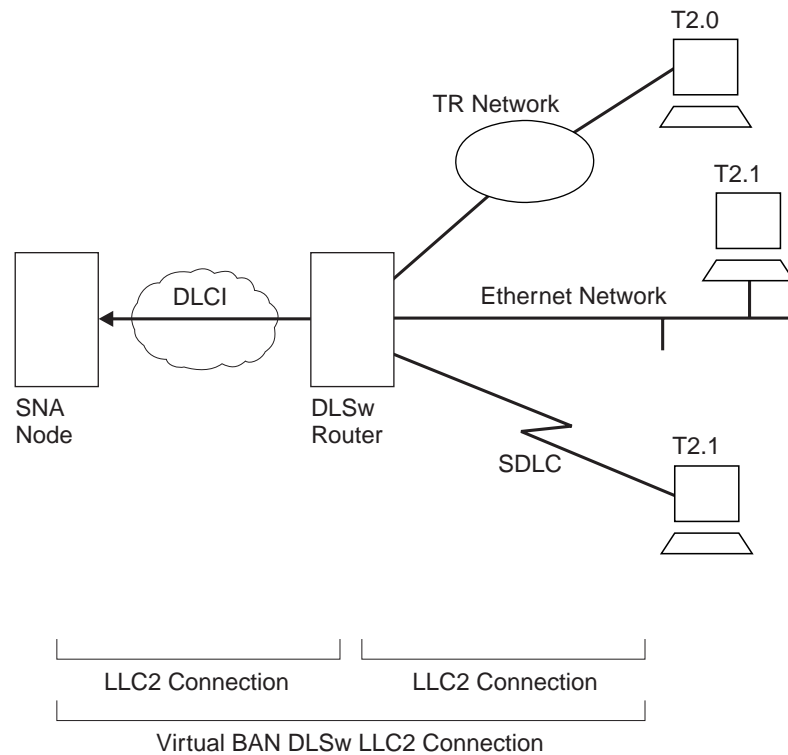 T2.0
TR Network
T2.1
DLCI
Ethernet Network
SNA
Node
DLSw
Router
SDLC
T2.1
LLC2 Connection
LLC2 Connection
Virtual BAN DLSw LLC2 Connection